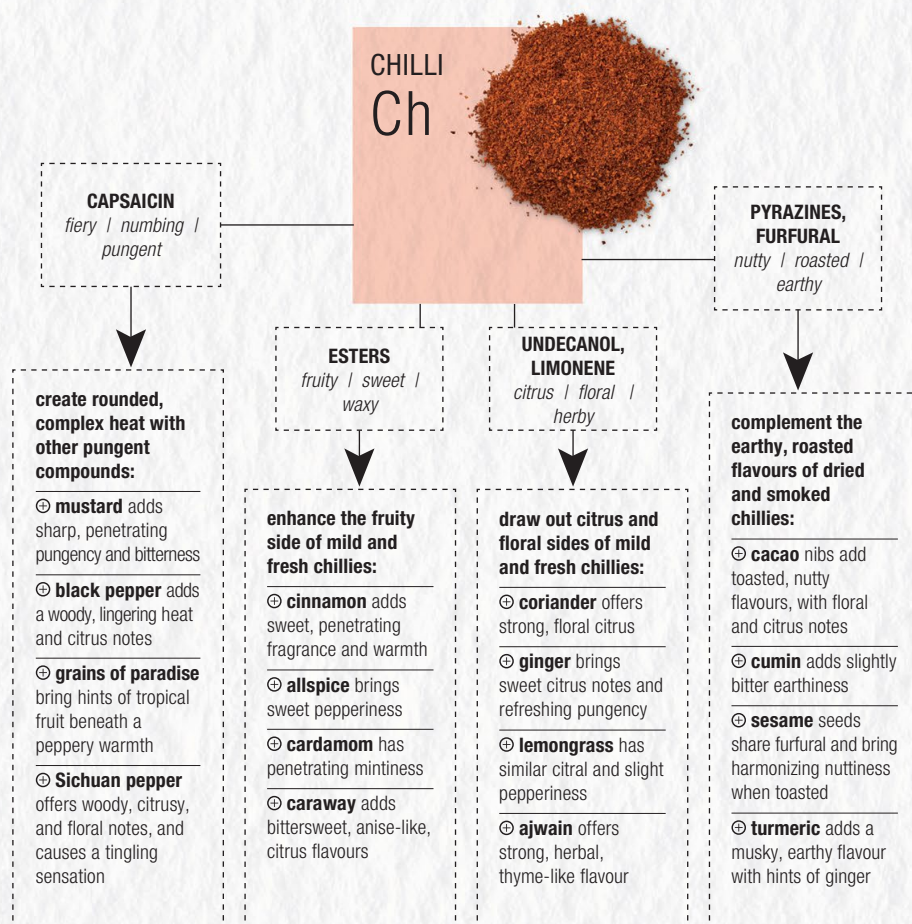 CHILLI
Ch
CAPSAICIN
fiery | numbing |
pungent
ESTERS
fruity | sweet |
waxy
UNDECANOL,
LIMONENE
citrus | floral |
herby
PYRAZINES,
FURFURAL
nutty | roasted |
earthy
create rounded,
complex heat with
other pungent
compounds:
⊕ mustard adds
sharp, penetrating
pungency and bitterness
⊕ black pepper adds
a woody, lingering heat
and citrus notes
⊕ grains of paradise
bring hints of tropical
fruit beneath a
peppery warmth
⊕ Sichuan pepper
offers woody, citrusy,
and floral notes, and
causes a tingling
sensation
enhance the fruity
side of mild and
fresh chillies:
⊕ cinnamon adds
sweet, penetrating
fragrance and warmth
⊕ allspice brings
sweet pepperiness
⊕ cardamom has
penetrating mintiness
⊕ caraway adds
bittersweet, anise-like,
citrus flavours
draw out citrus and
floral sides of mild
and fresh chillies:
⊕ coriander offers
strong, floral citrus
⊕ ginger brings
sweet citrus notes and
refreshing pungency
⊕ lemongrass has
similar citral and slight
pepperiness
⊕ ajwain offers
strong, herbal,
thyme-like flavour
complement the
earthy, roasted
flavours of dried
and smoked
chillies:
⊕ cacao nibs add
toasted, nutty
flavours, with floral
and citrus notes
⊕ cumin adds slightly
bitter earthiness
⊕ sesame seeds
share furfural and bring
harmonizing nuttiness
when toasted
⊕ turmeric adds a
musky, earthy flavour
with hints of ginger